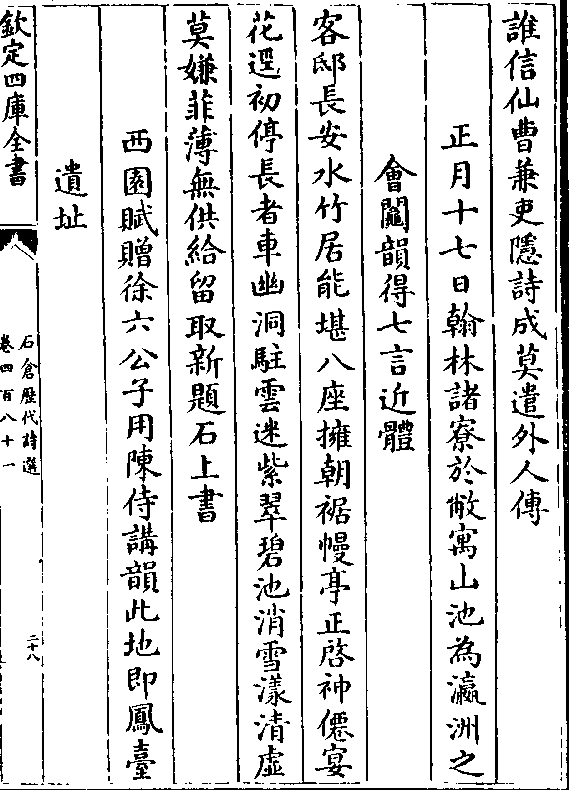 誰信仙曹兼吏隱詩成莫遣外人傳
正月十七日翰林諸寮於敝寓山池為瀛洲之
會鬮韻得七言近體
客邸長安水竹居能堪八座擁朝裾幔亭正啓神僊宴
花逕初停長者車幽洞駐雲迷紫翠碧池消雪漾清虛
莫嫌菲薄無供給留取新題石上書
西園賦贈徐六公子用陳侍講韻此地即鳳臺
遺址
欽定四庫全書
石倉歷代詩選
卷四百八十一
二十八